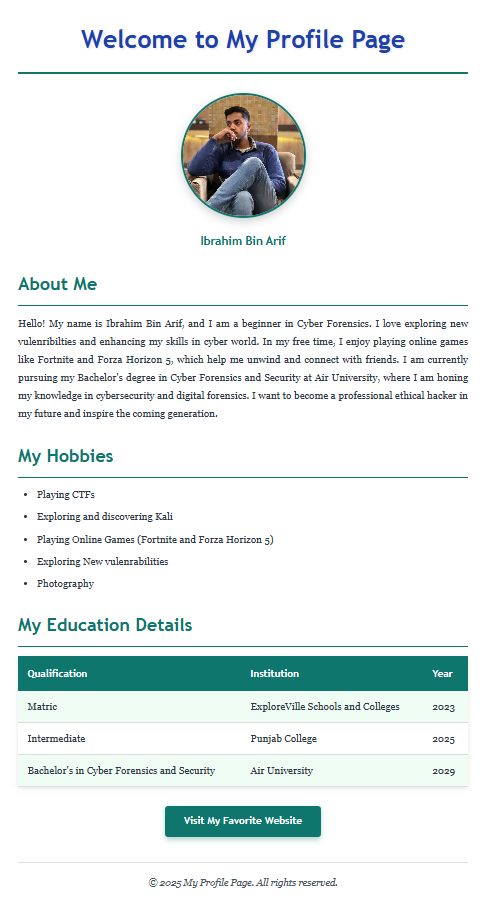 Welcome to My Profile Page
Ibrahim Bin Arif
About Me
Hello! My name is Ibrahim Bin Arif, and I am a beginner in Cyber Forensics. I love exploring new
vulenribilties and enhancing my skills in cyber world. In my free time, I enjoy playing online games
like Fortnite and Forza Horizon 5, which help me unwind and connect with friends. I am currently
pursuing my Bachelor's degree in Cyber Forensics and Security at Air University, where I am honing
my knowledge in cybersecurity and digital forensics. I want to become a professional ethical hacker in
my future and inspire the coming generation.
My Hobbies
• Playing CTFs
• Exploring and discovering Kali
• Playing Online Games (Fortnite and Forza Horizon 5)
• Exploring New vulenrabilities
• Photography
My Education Details
Qualification Institution Year
Matric ExploreVille Schools and Colleges 2023
Intermediate Punjab College 2025
Bachelor's in Cyber Forensics and Security Air University 2029
Visit My Favorite Website
© 2025 My Profile Page. All rights reserved.